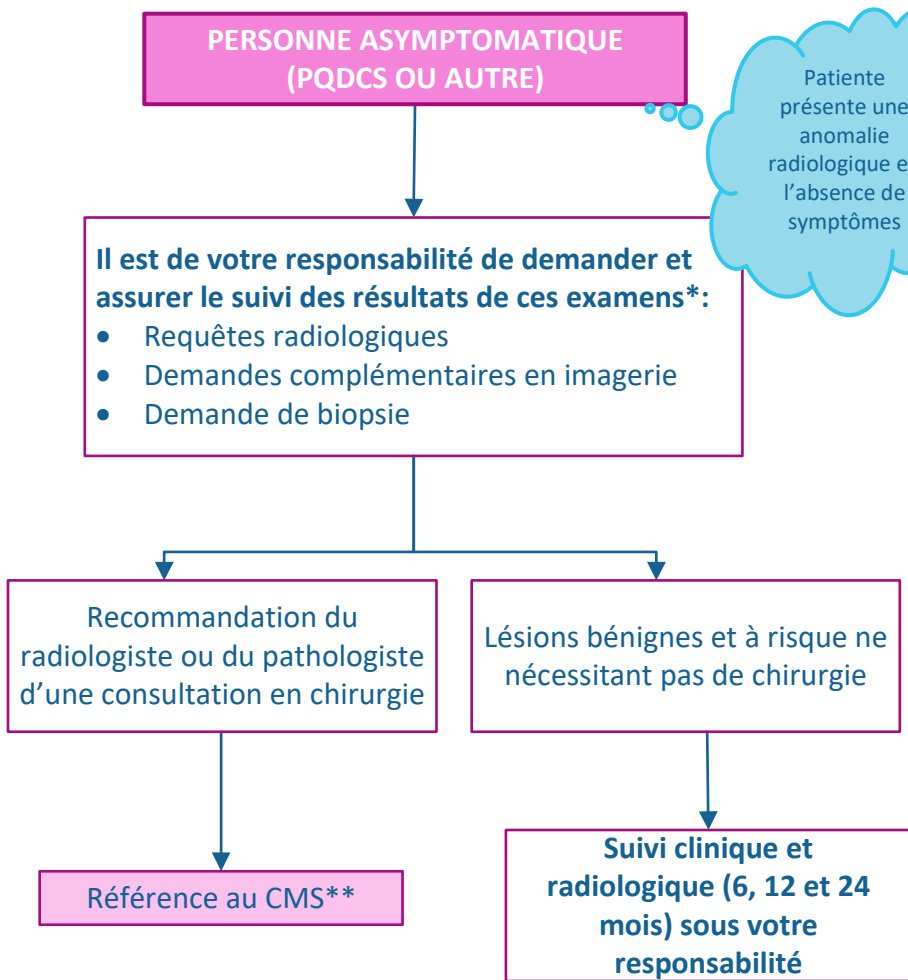 PERSONNE ASYMPTOMATIQUE
(PQDCS OU AUTRE)
Patiente
présente une
anomalie
radiologique
l’absence de
symptômes
Il est de votre responsabilité de demander et
assurer le suivi des résultats de ces examens*:
• Requêtes radiologiques
• Demandes complémentaires en imagerie
• Demande de biopsie
Recommandation du
radiologiste ou du pathologiste
d’une consultation en chirurgie
Lésions bénignes et à risque ne
nécessitant pas de chirurgie
Référence au CMS**
Suivi clinique et
radiologique (6, 12 et 24
mois) sous votre
responsabilité